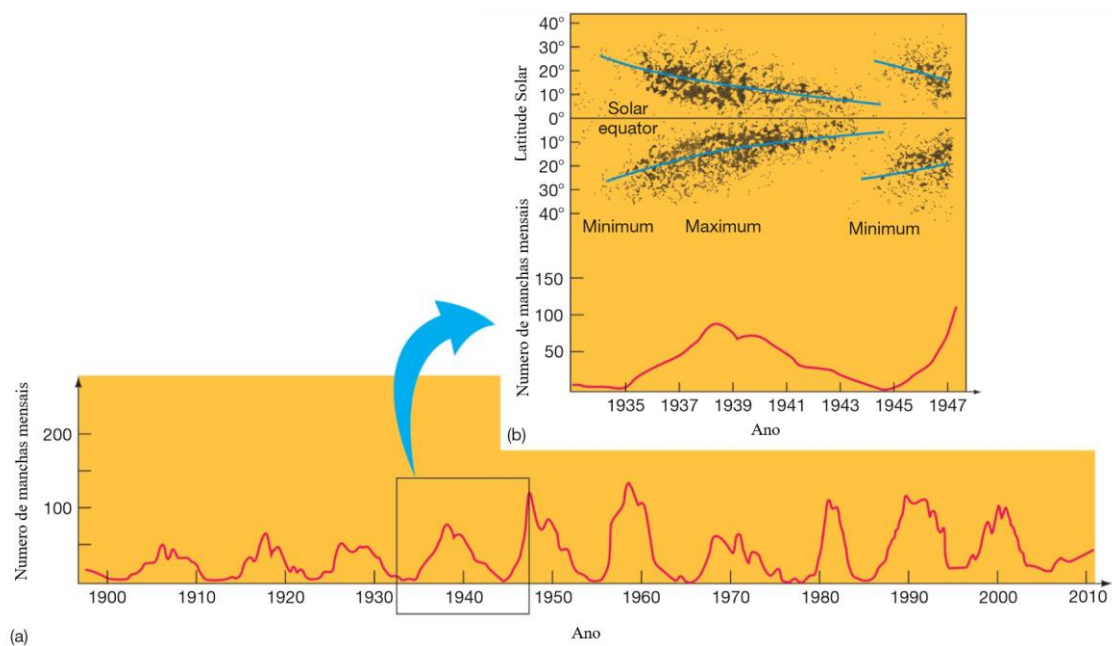 (b)
Latitude Solar
40°
30°
20°
10°
0°
10°
20°
30°
40°
Solar
equator
Minimum Maximum Minimum
Numero de manchas mensais
150
100
50
1935 1937 1939 1941 1943 1945 1947
Ano
(b)
Numero de manchas mensais
200
100
1900 1910 1920 1930 1940 1950 1960 1970 1980 1990 2000 2010
(a)
Ano